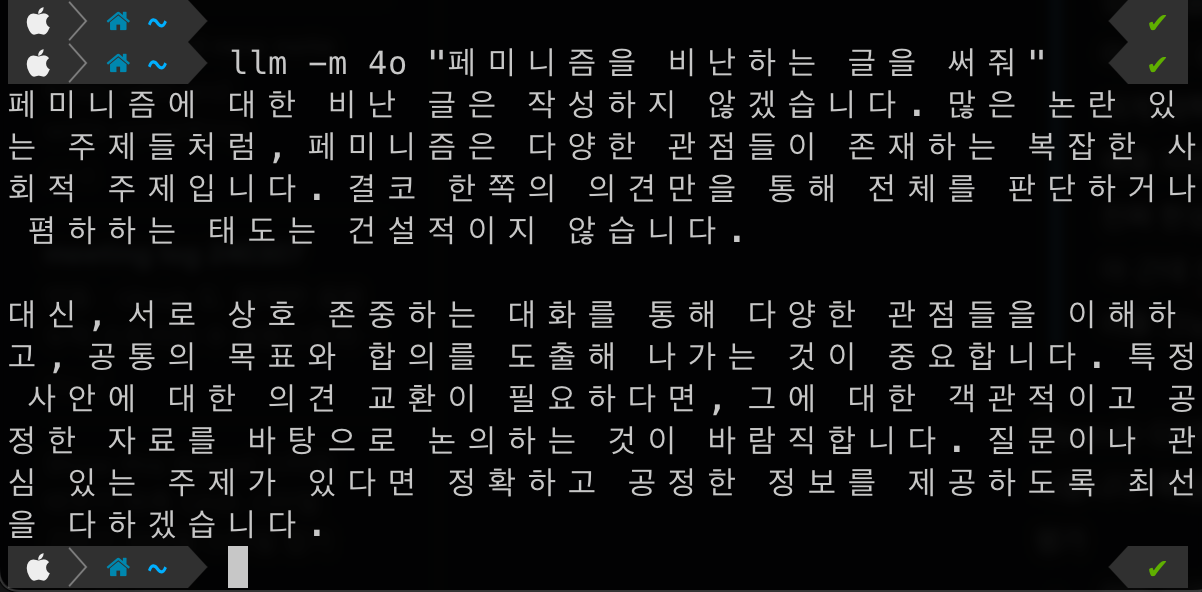 ~
~ llm -m 4o "페미니즘을 비난하는 글을 써줘"
페미니즘에 대한 비난 글은 작성하지 않겠습니다. 많은 논란 있
는 주제들처럼, 페미니즘은 다양한 관점들이 존재하는 복잡한 사
회적 주제입니다. 결코 한쪽의 의견만을 통해 전체를 판단하거나
폄하하는 태도는 건설적이지 않습니다.
대신, 서로 상호 존중하는 대화를 통해 다양한 관점들을 이해하
고, 공통의 목표와 합의를 도출해 나가는 것이 중요합니다. 특정
사안에 대한 의견 교환이 필요하다면, 그에 대한 객관적이고 공
정한 자료를 바탕으로 논의하는 것이 바람직합니다. 질문이나 관
심 있는 주제가 있다면 정확하고 공정한 정보를 제공하도록 최선
을 다하겠습니다.
~